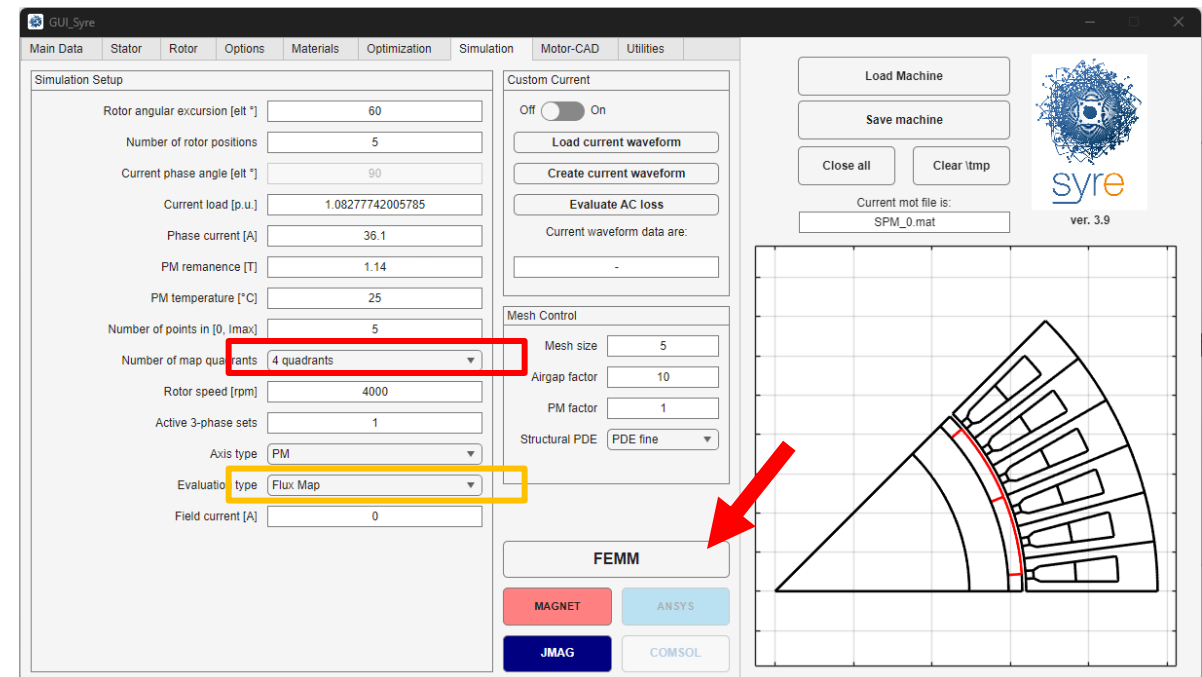 GUI_Syre
Main Data Stator Rotor Options Materials Optimization Simulation Motor-CAD Utilities
Simulation Setup
Rotor angular excursion [elt °] 60
Number of rotor positions 5
Current phase angle [elt °] 90
Current load [p.u.] 1.08277742005785
Phase current [A] 36.1
PM remanence [T] 1.14
PM temperature [°C] 25
Number of points in [0, Imax] 5
Number of map quadrants 4 quadrants
Rotor speed [rpm] 4000
Active 3-phase sets 1
Axis type PM
Evaluation type Flux Map
Field current [A] 0
Custom Current
Off On
Load current waveform
Create current waveform
Evaluate AC loss
Current waveform data are:
-
Mesh Control
Mesh size 5
Airgap factor 10
PM factor 1
Structural PDE PDE fine
FEMM
MAGNET ANSYS
JMAG COMSOL
Load Machine
Save machine
Close all Clear \tmp
Current mot file is:
SPM_0.mat
syre
ver. 3.9